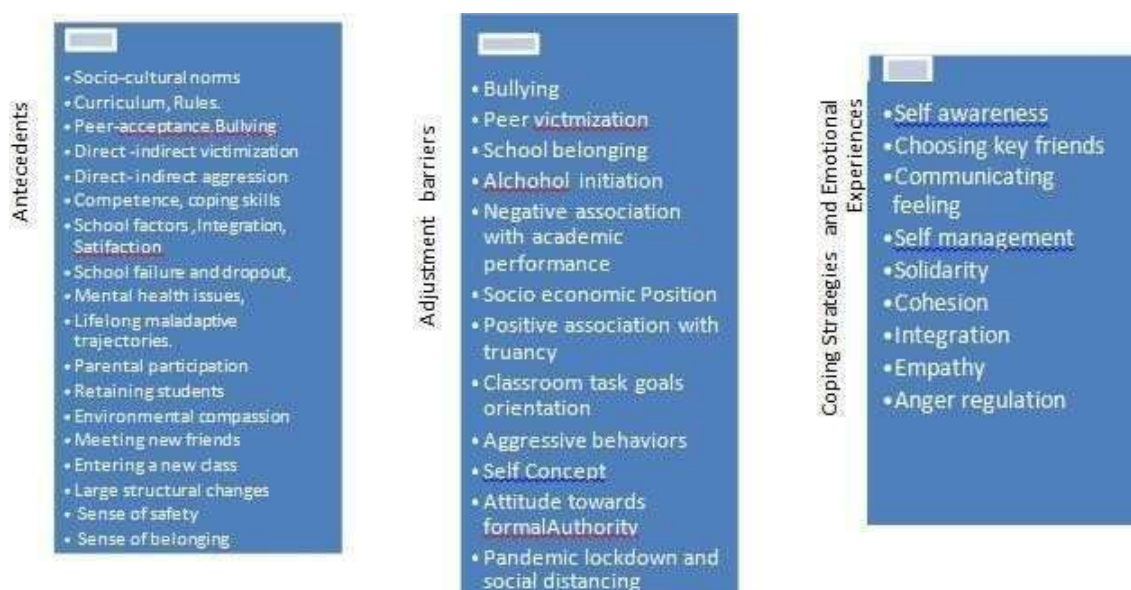 Antecedents
•Socio-cultural norms
•Curriculum, Rules.
•Peer-acceptance.Bullying
•Direct -indirect victimization
•Direct- indirect aggression
•Competence, coping skills
•School factors ,Integration,
Satifaction
•School failure and dropout,
•Mental health issues,
•Lifelong maladaptive
trajectories.
•Parental participation
•Retaining students
•Environmental compassion
•Meeting new friends
•Entering a new class
•Large structural changes
• Sense of safety
• Sense of belonging
Adjustment barriers
•Bullying
•Peer victmization
•School belonging
•Alchohol initiation
•Negative association
with academic
performance
•Socio economic Position
•Positive association with
truancy
•Classroom task goals
orientation
•Aggressive behaviors
•Self Concept
•Attitude towards
formalAuthority
•Pandemic lockdown and
social distancing
Coping Strategies and Emotional
Experiences
•Self awareness
•Choosing key friends
•Communicating
feeling
•Self management
•Solidarity
•Cohesion
•Integration
•Empathy
•Anger regulation